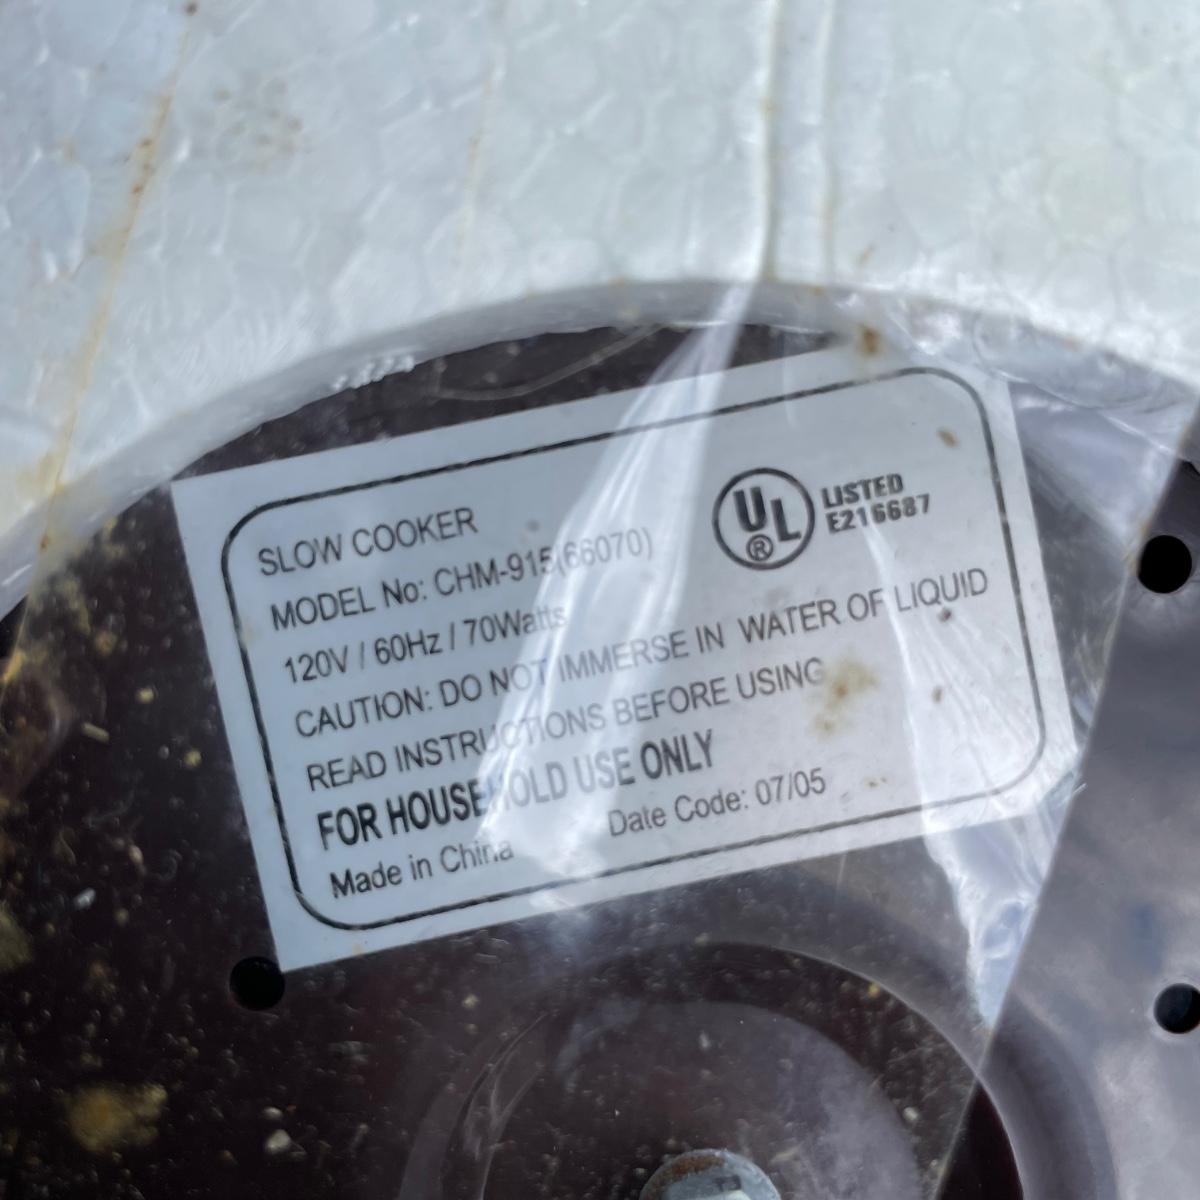 SLOW COOKER
MODEL No: CHM-915(66070)
120V / 60Hz / 70Watts
UL ®
LISTED
E216687
CAUTION: DO NOT IMMERSE IN WATER OF LIQUID
READ INSTRUCTIONS BEFORE USING
FOR HOUSEHOLD USE ONLY
Made in China Date Code: 07/05